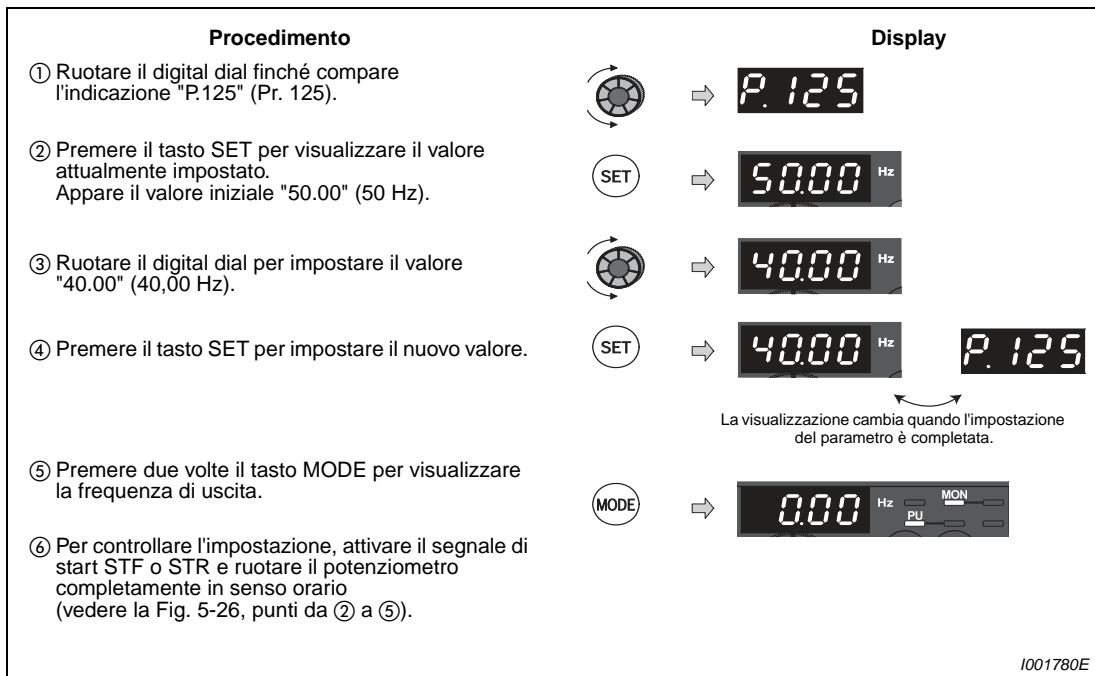 Procedimento
Display
① Ruotare il digital dial finché compare
l'indicazione "P.125" (Pr. 125).
P. 125
② Premere il tasto SET per visualizzare il valore
attualmente impostato.
Appare il valore iniziale "50.00" (50 Hz).
SET
50.00 Hz
③ Ruotare il digital dial per impostare il valore
"40.00" (40,00 Hz).
40.00 Hz
④ Premere il tasto SET per impostare il nuovo valore.
SET
40.00 Hz
P. 125
La visualizzazione cambia quando l'impostazione
del parametro è completata.
⑤ Premere due volte il tasto MODE per visualizzare
la frequenza di uscita.
MODE
0.00 Hz MON
PU
⑥ Per controllare l'impostazione, attivare il segnale di
start STF o STR e ruotare il potenziometro
completamente in senso orario
(vedere la Fig. 5-26, punti da ② a ⑤).
I001780E